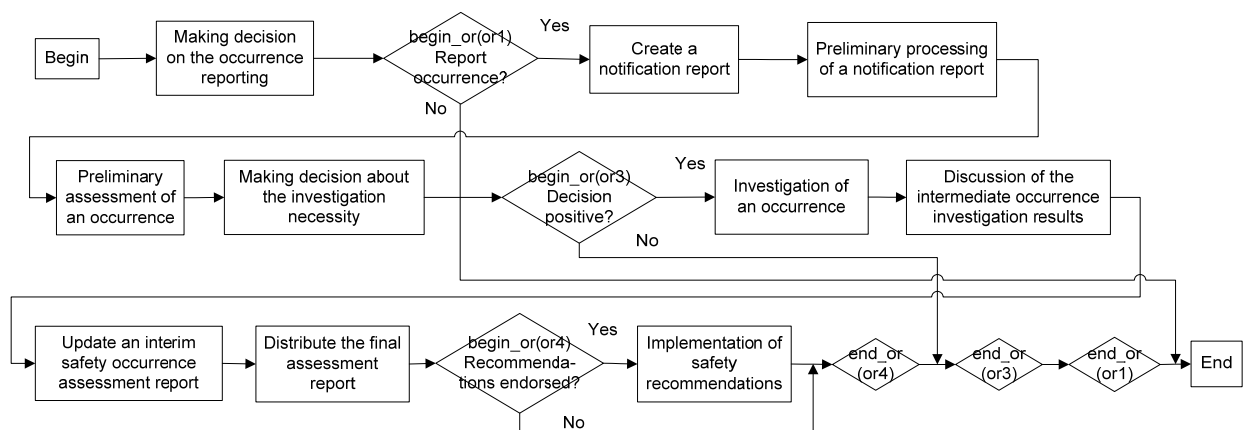 Begin
Making decision
on the occurrence
reporting
begin_or(or1)
Report
occurrence?
Yes
No
Create a
notification report
Preliminary processing
of a notification report
Preliminary
assessment of
an occurrence
Making decision about
the investigation
necessity
begin_or(or3)
Decision
positive?
Yes
No
Investigation of
an occurrence
Discussion of the
intermediate occurrence
investigation results
Update an interim
safety occurrence
assessment report
Distribute the final
assessment
report
begin_or(or4)
Recommenda-
tions endorsed?
Yes
No
Implementation of
safety
recommendations
end_or
(or4)
end_or
(or3)
end_or
(or1)
End